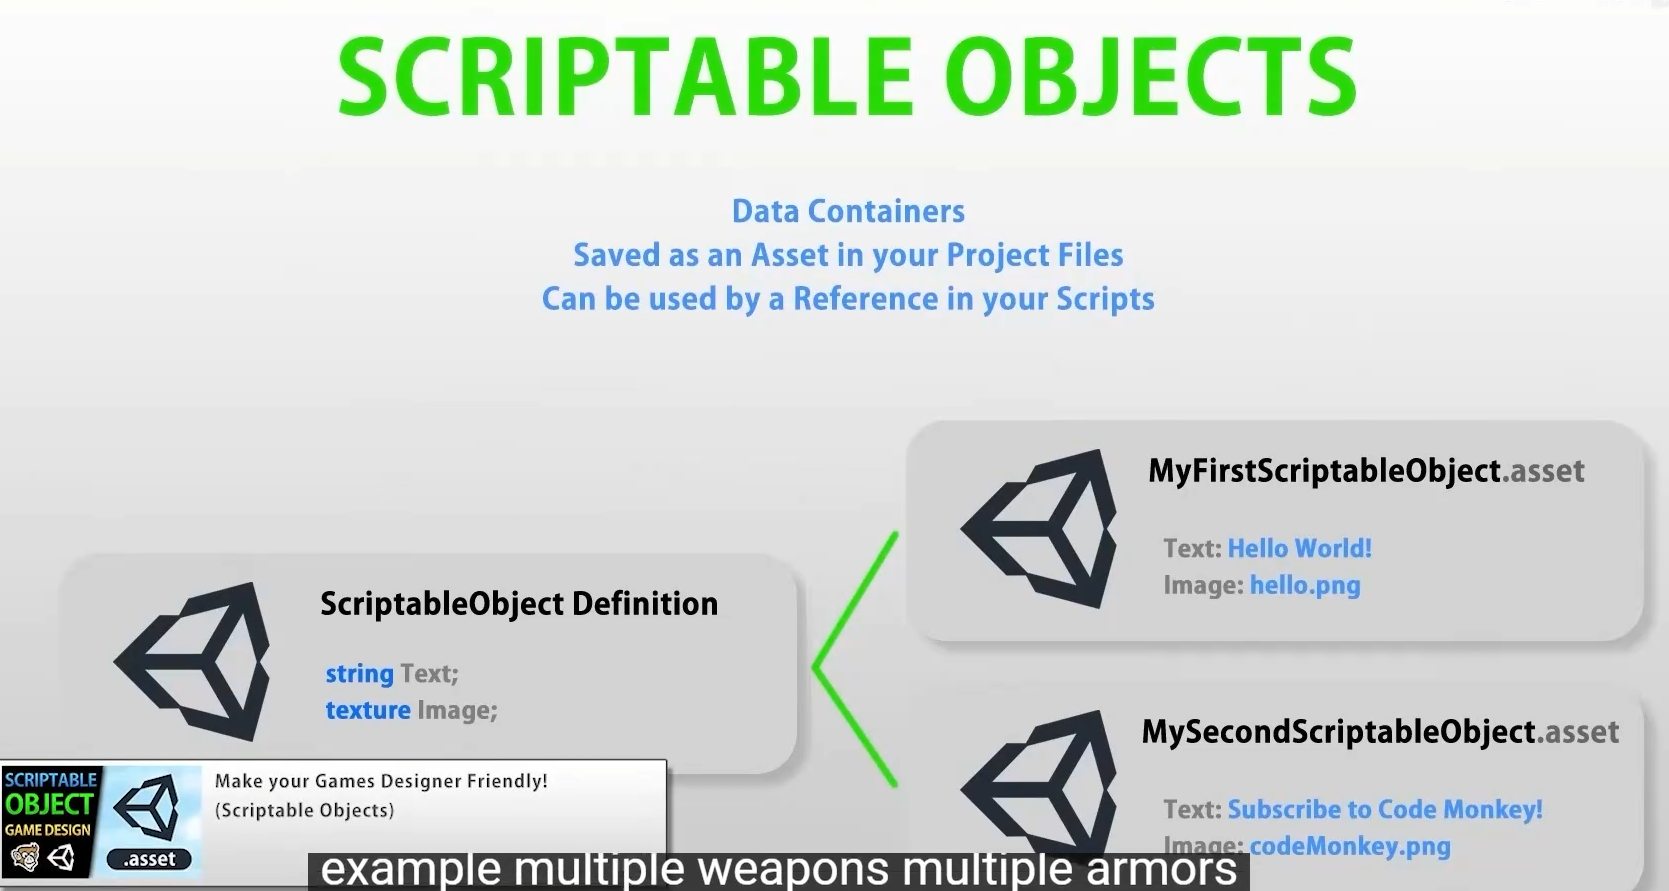 SCRIPTABLE OBJECTS
Data Containers
Saved as an Asset in your Project Files
Can be used by a Reference in your Scripts
MyFirstScriptableObject.asset
Text: Hello World!
Image: hello.png
ScriptableObject Definition
string Text;
texture Image;
MySecondScriptableObject.asset
Text: Subscribe to Code Monkey!
Image: codeMonkey.png
SCRIPTABLE
OBJECT
GAME DESIGN
.asset
Make your Games Designer Friendly!
(Scriptable Objects)
example multiple weapons multiple armors